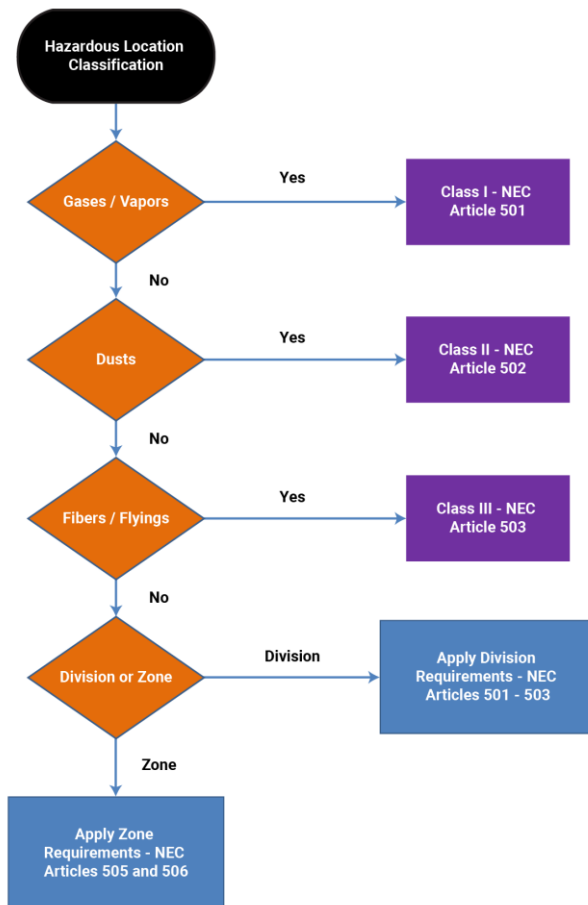 Hazardous Location
Classification
Gases / Vapors
Yes
Class I - NEC
Article 501
No
Dusts
Yes
Class II - NEC
Article 502
No
Fibers / Flyings
Yes
Class III - NEC
Article 503
No
Division or Zone
Division
Apply Division
Requirements - NEC
Articles 501 - 503
Zone
Apply Zone
Requirements - NEC
Articles 505 and 506